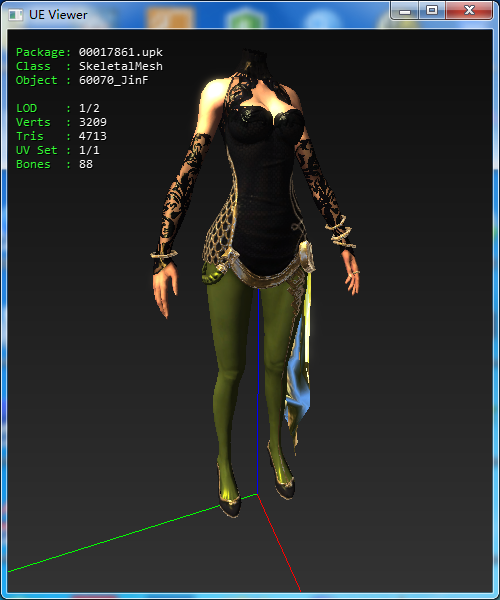 UE Viewer
Package: 00017861.upk
Class : SkeletalMesh
Object : 60070_JinF
LOD : 1/2
Verts : 3209
Tris : 4713
UV Set : 1/1
Bones : 88